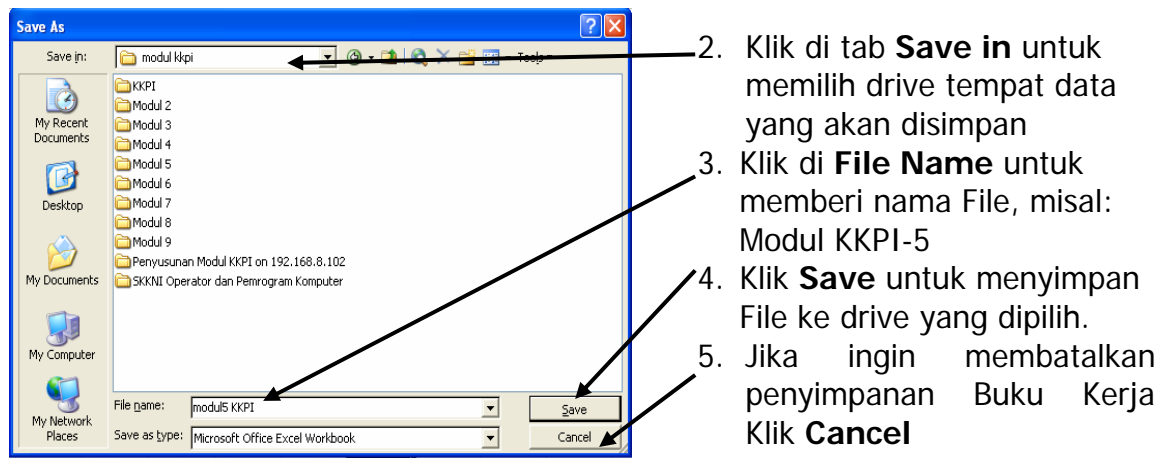 Save As
Save in:
modul kkpi
Tools
My Recent
Documents
Desktop
My Documents
My Computer
My Network
Places
KKPI
Modul 2
Modul 3
Modul 4
Modul 5
Modul 6
Modul 7
Modul 8
Modul 9
Penyusunan Modul KKPI on 192.168.8.102
SKKNI Operator dan Pemrogram Komputer
File name:
modul5 KKPI
Save
Save as type:
Microsoft Office Excel Workbook
Cancel
2. Klik di tab Save in untuk
memilih drive tempat data
yang akan disimpan
3. Klik di File Name untuk
memberi nama File, misal:
Modul KKPI-5
4. Klik Save untuk menyimpan
File ke drive yang dipilih.
5. Jika ingin membatalkan
penyimpanan Buku Kerja
Klik Cancel